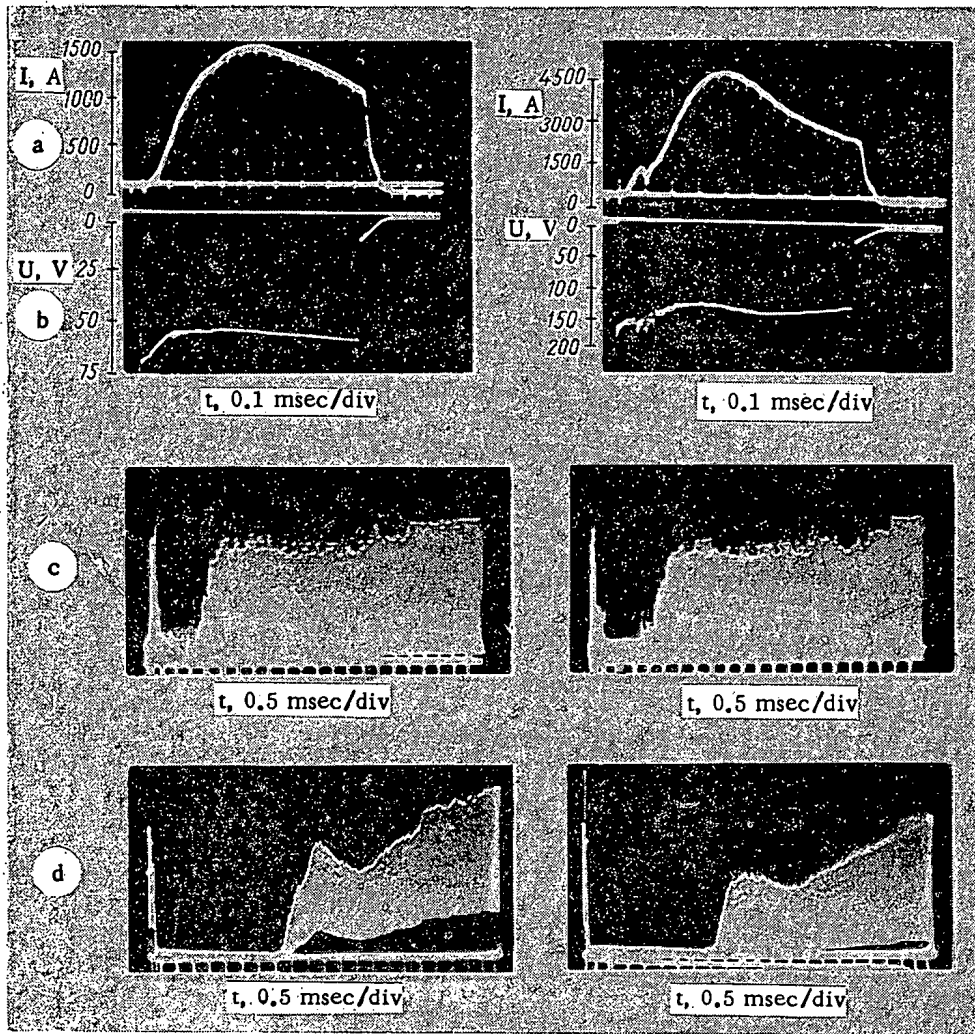 1500
I, A
1000
a
500
0
0
U, V
25
b
50
75
t, 0.1 msec/div
4500
I, A
3000
1500
0
U, V
0
50
100
150
200
t, 0.1 msec/div
c
t, 0.5 msec/div
t, 0.5 msec/div
d
t, 0.5 msec/div
t, 0.5 msec/div